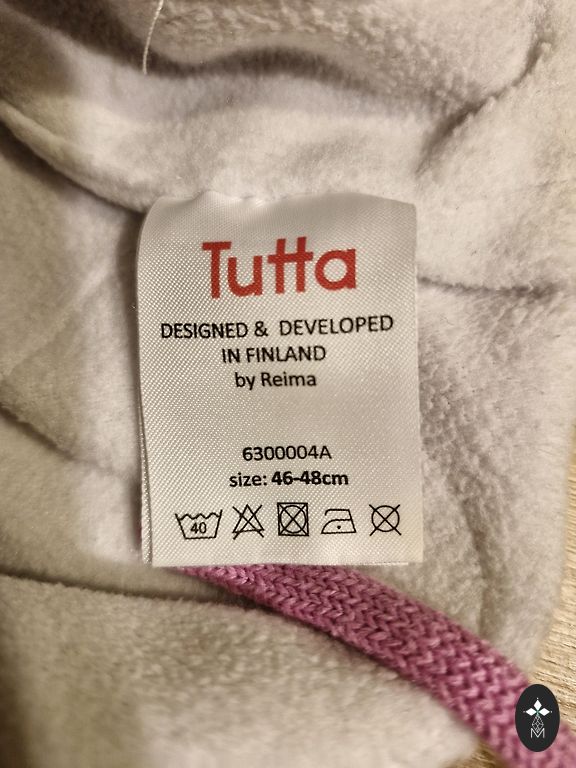 Tutta
DESIGNED & DEVELOPED
IN FINLAND
by Reima
6300004A
size: 46-48cm
40
M